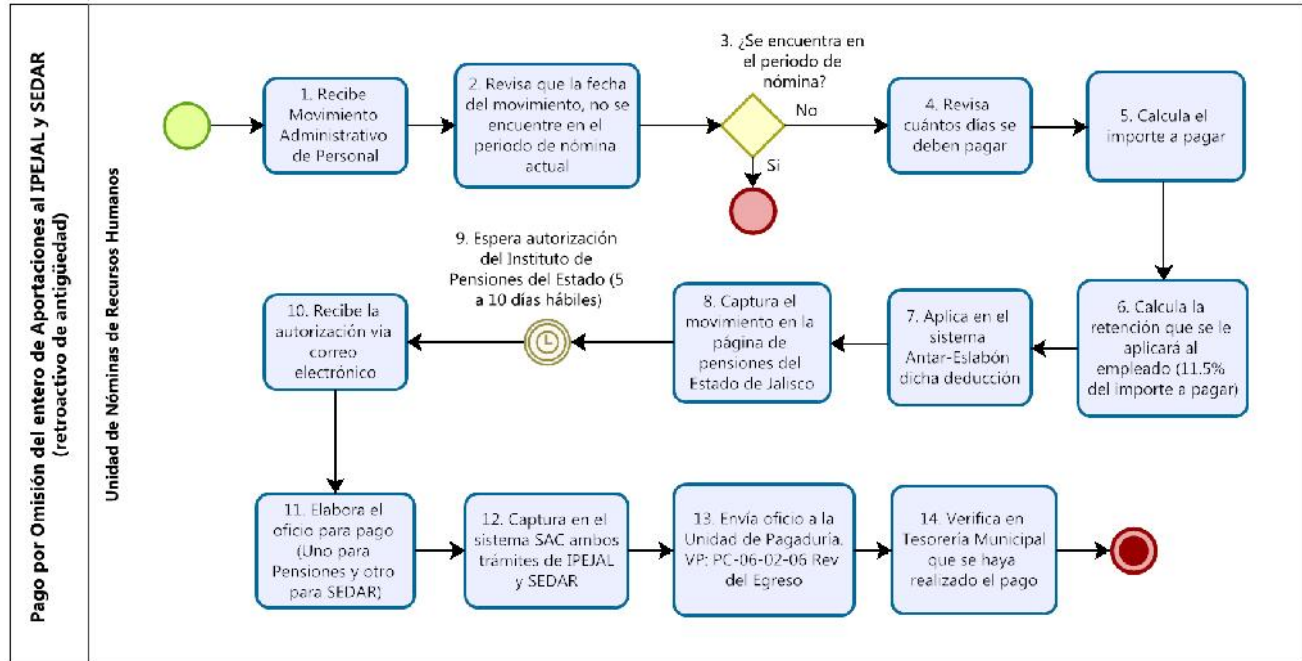 Pago por Omisión del entero de Aportaciones al IPEJAL y SEDAR
(retroactivo de antigüedad)
Unidad de Nóminas de Recursos Humanos
1. Recibe
Movimiento
Administrativo
de Personal
2. Revisa que la fecha
del movimiento, no se
encuentre en el
periodo de nómina
actual
3. ¿Se encuentra en
el periodo de
nómina?
No
Si
4. Revisa
cuántos días se
deben pagar
5. Calcula el
importe a pagar
6. Calcula la
retención que se le
aplicará al
empleado (11.5%
del importe a pagar)
7. Aplica en el
sistema
Antar-Eslabón
dicha deducción
8. Captura el
movimiento en la
página de
pensiones del
Estado de Jalisco
9. Espera autorización
del Instituto de
Pensiones del Estado (5
a 10 días hábiles)
10. Recibe la
autorización via
correo
electrónico
11. Elabora el
oficio para pago
(Uno para
Pensiones y otro
para SEDAR)
12. Captura en el
sistema SAC ambos
trámites de IPEJAL
y SEDAR
13. Envía oficio a la
Unidad de Pagaduría.
VP: PC-06-02-06 Rev
del Egreso
14. Verifica en
Tesorería Municipal
que se haya
realizado el pago